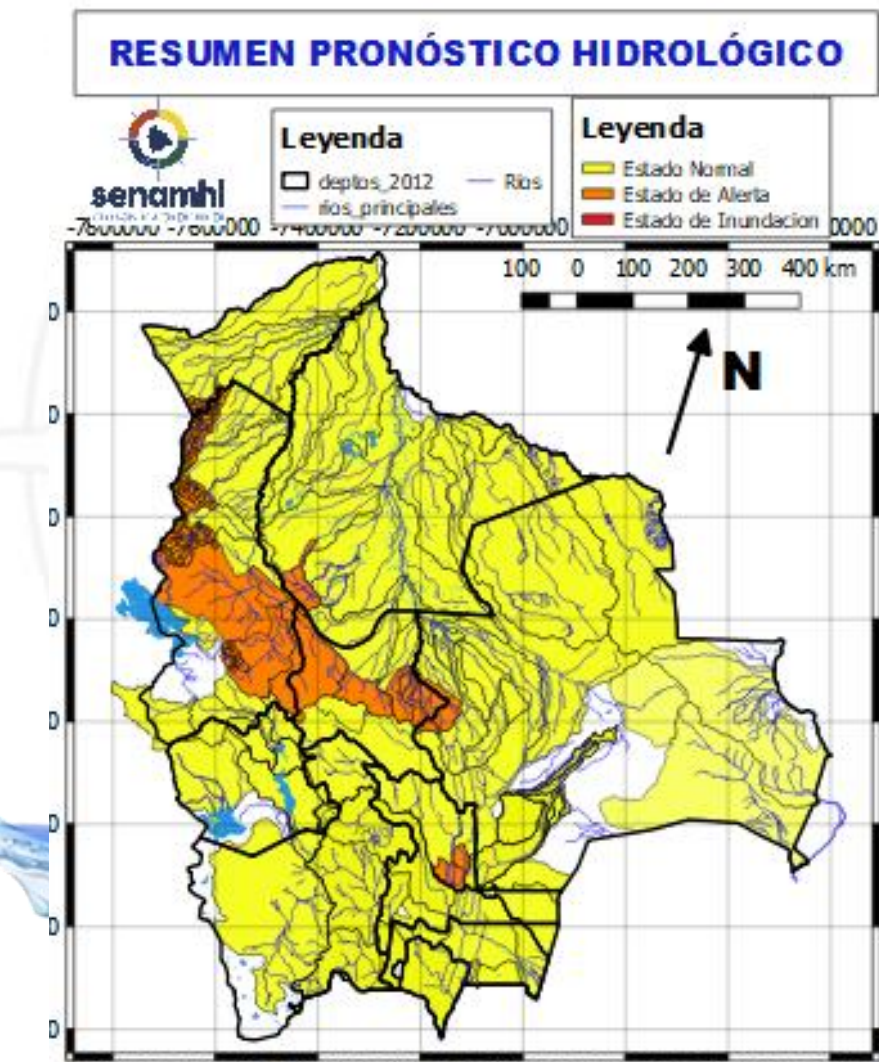 RESUMEN PRONÓSTICO HIDROLÓGICO
senamhi
Leyenda
deptos_2012
Rios
rios_principales
Leyenda
Estado Normal
Estado de Alerta
Estado de Inundacion
-7400000
100 0 100 200 300 400 km
N